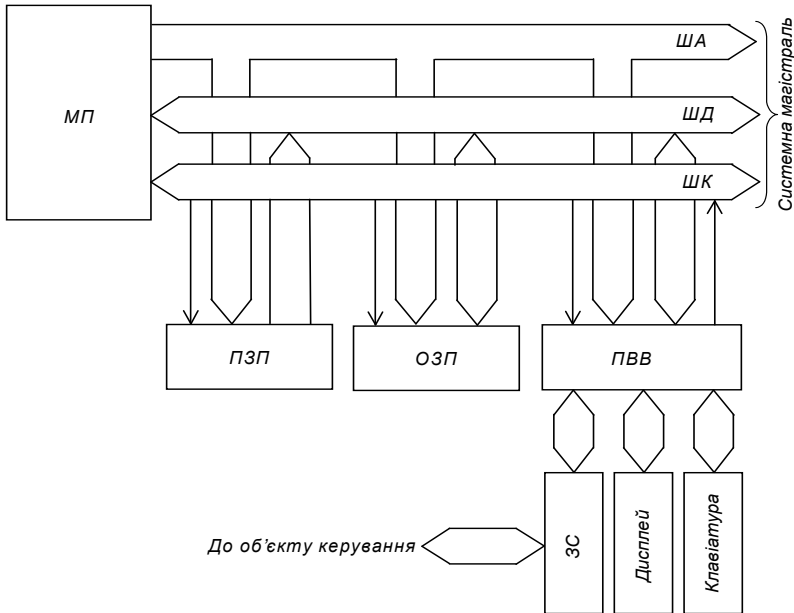 ША
МП
ШД
ШК
Системна магістраль
ПЗП
ОЗП
ПВВ
До об’єкту керування
ЗС
Дисплей
Клавіатура